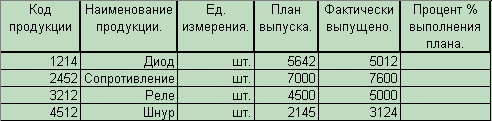 Код продукции Наименование продукции. Ед. измерения. План выпуска. Фактически выпущено. Процент % выполнения плана.
1214 Диод шт. 5642 5012
2452 Сопротивление шт. 7000 7600
3212 Реле шт. 4500 5000
4512 Шнур шт. 2145 3124